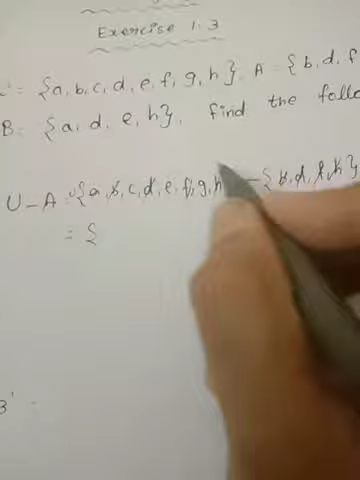 Exercise 1.3
= {a, b, c, d, e, f, g, h}, A = {b, d, f
B = {a, d, e, h}, find the follo
U - A = {a, b, c, d, e, f, g, h} - {b, d, f, h}
= {